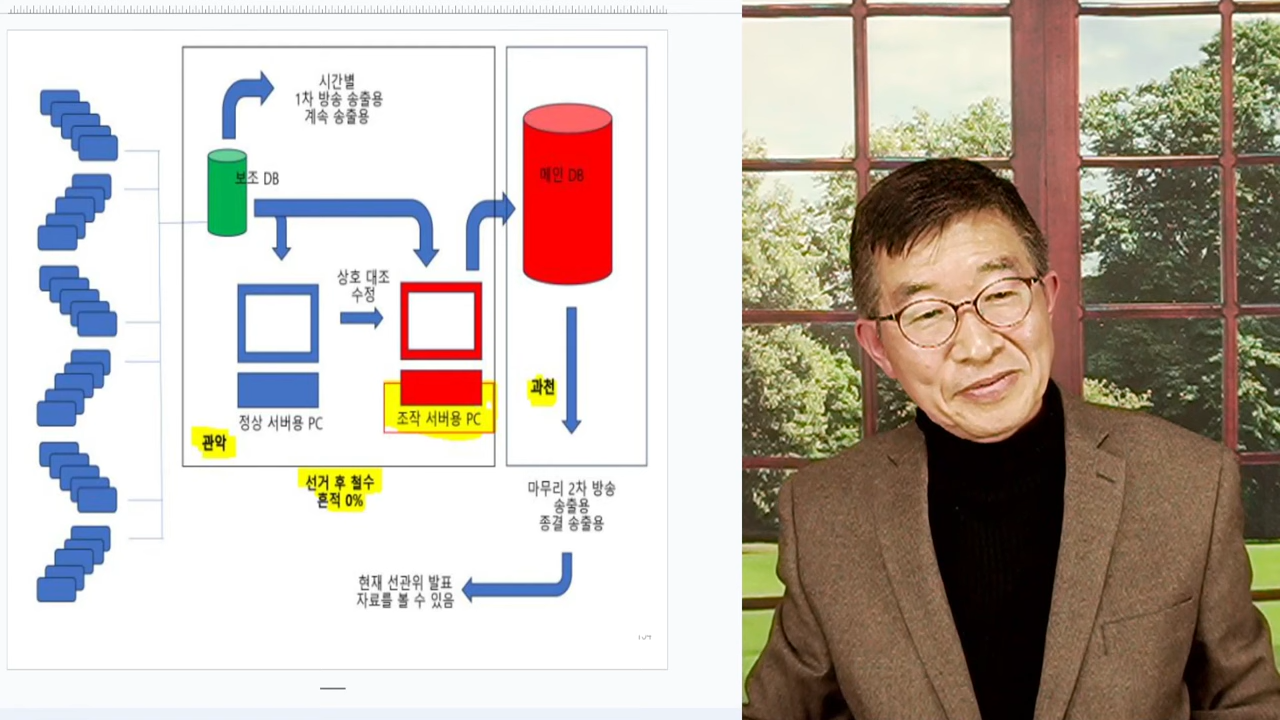 시간별
1차 방송 송출용
계속 송출용
보조 DB
메인 DB
상호 대조
수정
과천
정상 서버용 PC
조작 서버용 PC
관악
선거 후 철수
흔적 0%
마무리 2차 방송
송출용
종결 송출용
현재 선관위 발표
자료를 볼 수 있음